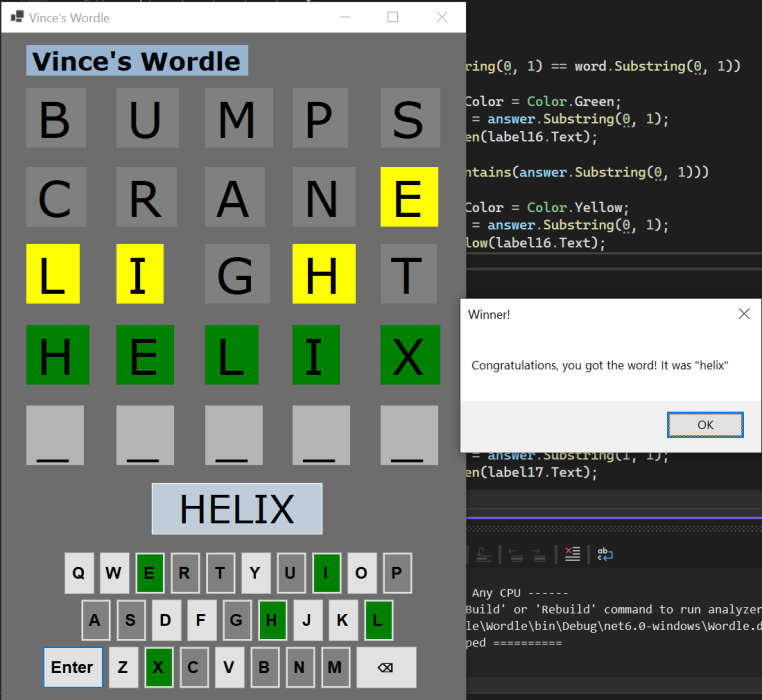 Vince's Wordle
Vince's Wordle
B U M P S
C R A N E
L I G H T
H E L I X
_ _ _ _ _
HELIX
Q W E R T Y U I O P
A S D F G H J K L
Enter Z X C V B N M ⌫
ring(0, 1) == word.Substring(0, 1))
Color = Color.Green;
= answer.Substring(0, 1);
en(label16.Text);
ntains(answer.Substring(0, 1)))
Color = Color.Yellow;
= answer.Substring(0, 1);
low(label16.Text);
Winner!
Congratulations, you got the word! It was "helix"
OK
= answer.Substring(1, 1);
en(label17.Text);
Any CPU ------
Build' or 'Rebuild' command to run analyzer
le\Wordle\bin\Debug\net6.0-windows\Wordle.d
ped ==========